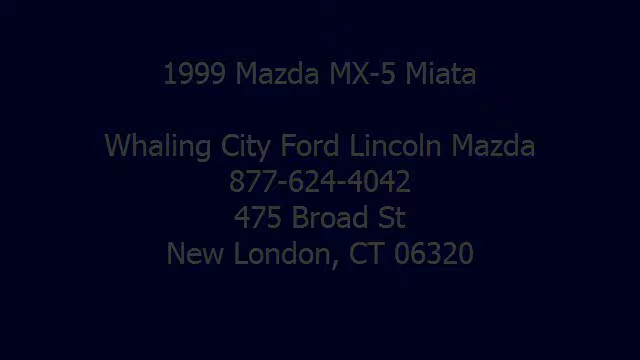 1999 Mazda MX-5 Miata
Whaling City Ford Lincoln Mazda
877-624-4042
475 Broad St
New London, CT 06320